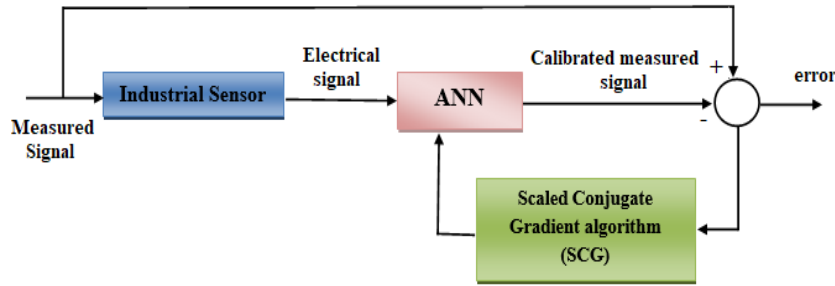 Electrical
signal
Calibrated measured
signal
+
error
Industrial Sensor
ANN
-
Measured
Signal
Scaled Conjugate
Gradient algorithm
(SCG)